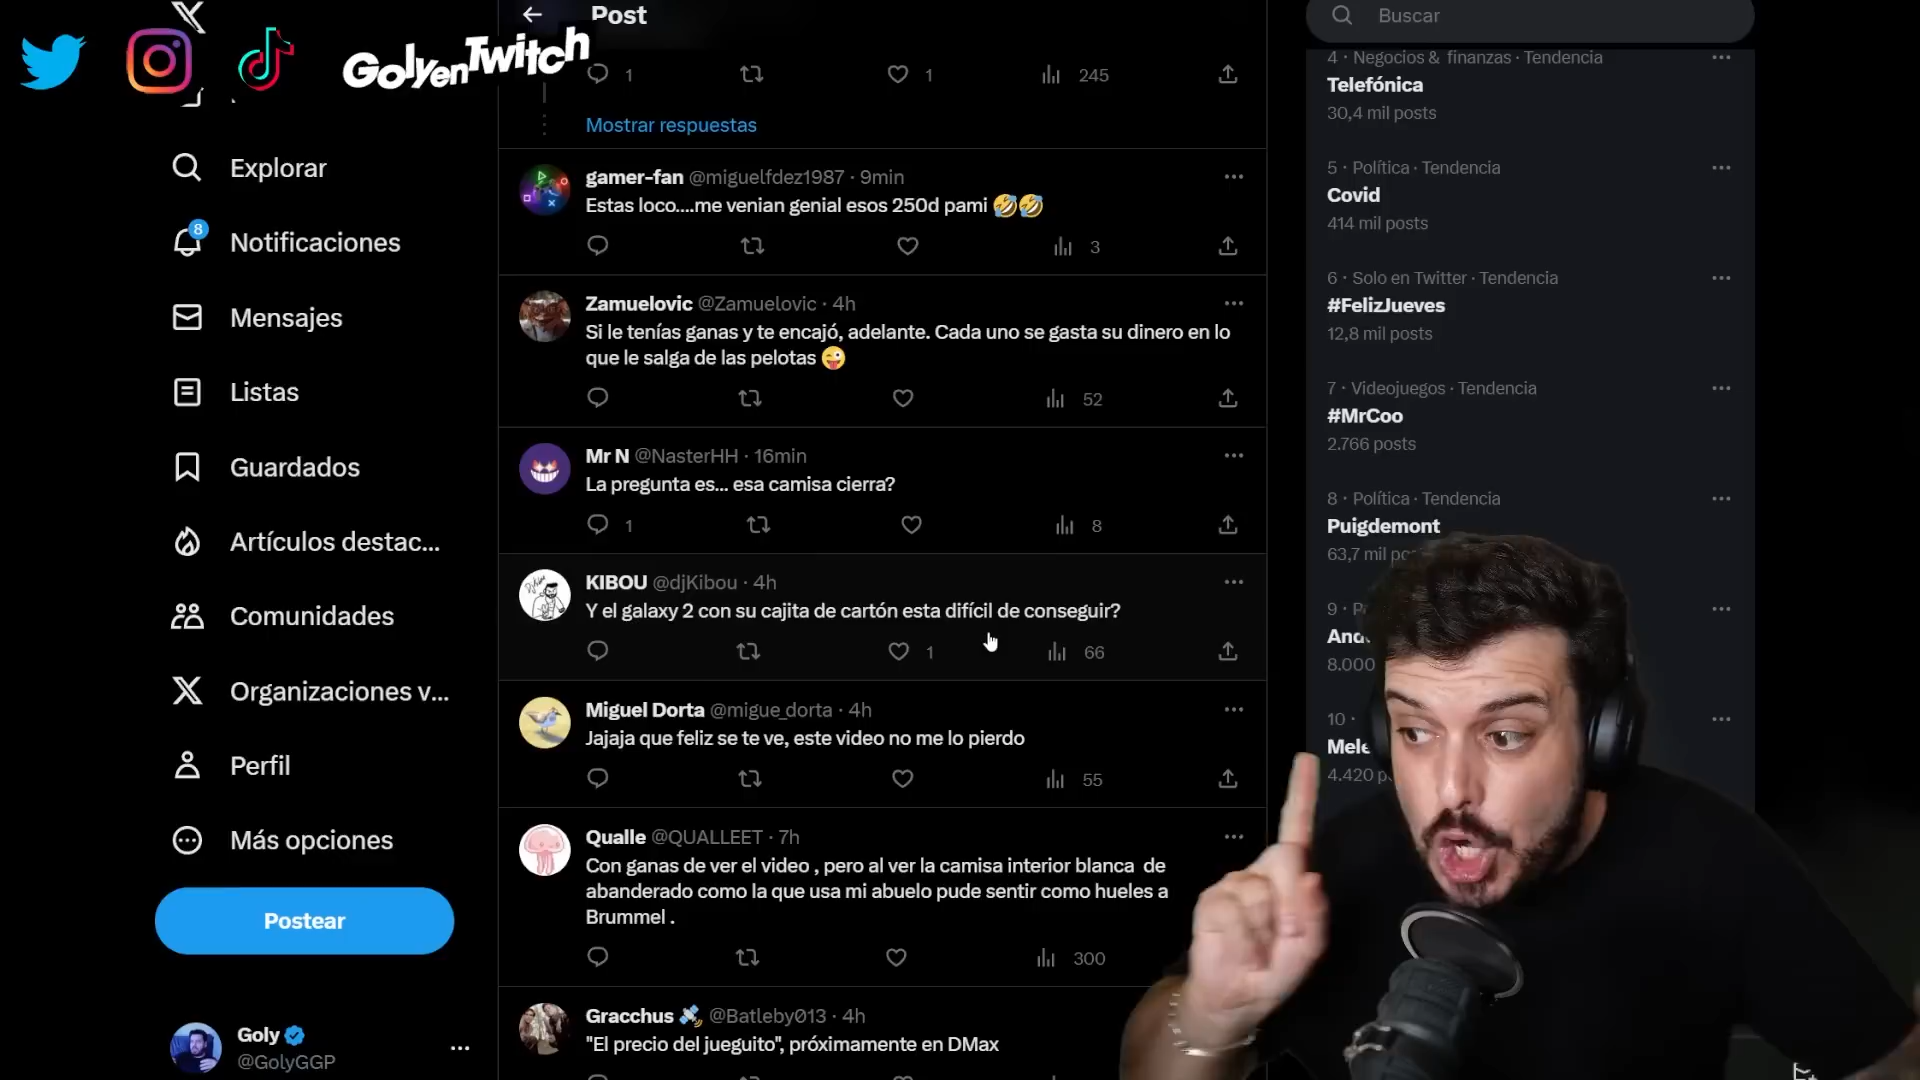 GolyenTwitch
Explorar
8
Notificaciones
Mensajes
Listas
Guardados
Artículos destac...
Comunidades
Organizaciones v...
Perfil
Más opciones
Postear
Goly
@GolyGGP
Post
1 1 245
Mostrar respuestas
gamer-fan @miguelfdez1987 · 9min
Estas loco....me venian genial esos 250d pami 🤣🤣
3
Zamuelovic @Zamuelovic · 4h
Si le tenías ganas y te encajó, adelante. Cada uno se gasta su dinero en lo
que le salga de las pelotas 😜
52
Mr N @NasterHH · 16min
La pregunta es... esa camisa cierra?
1 8
KIBOU @djKibou · 4h
Y el galaxy 2 con su cajita de cartón esta difícil de conseguir?
1 66
Miguel Dorta @migue_dorta · 4h
Jajaja que feliz se te ve, este video no me lo pierdo
55
Qualle @QUALLEET · 7h
Con ganas de ver el video , pero al ver la camisa interior blanca de
abanderado como la que usa mi abuelo pude sentir como hueles a
Brummel .
300
Gracchus 🛰️ @Batleby013 · 4h
"El precio del jueguito", próximamente en DMax
Buscar
4 · Negocios & finanzas · Tendencia
Telefónica
30,4 mil posts
5 · Política · Tendencia
Covid
414 mil posts
6 · Solo en Twitter · Tendencia
#FelizJueves
12,8 mil posts
7 · Videojuegos · Tendencia
#MrCoo
2.766 posts
8 · Política · Tendencia
Puigdemont
63,7 mil
9 ·
8.000
10 ·
4.420